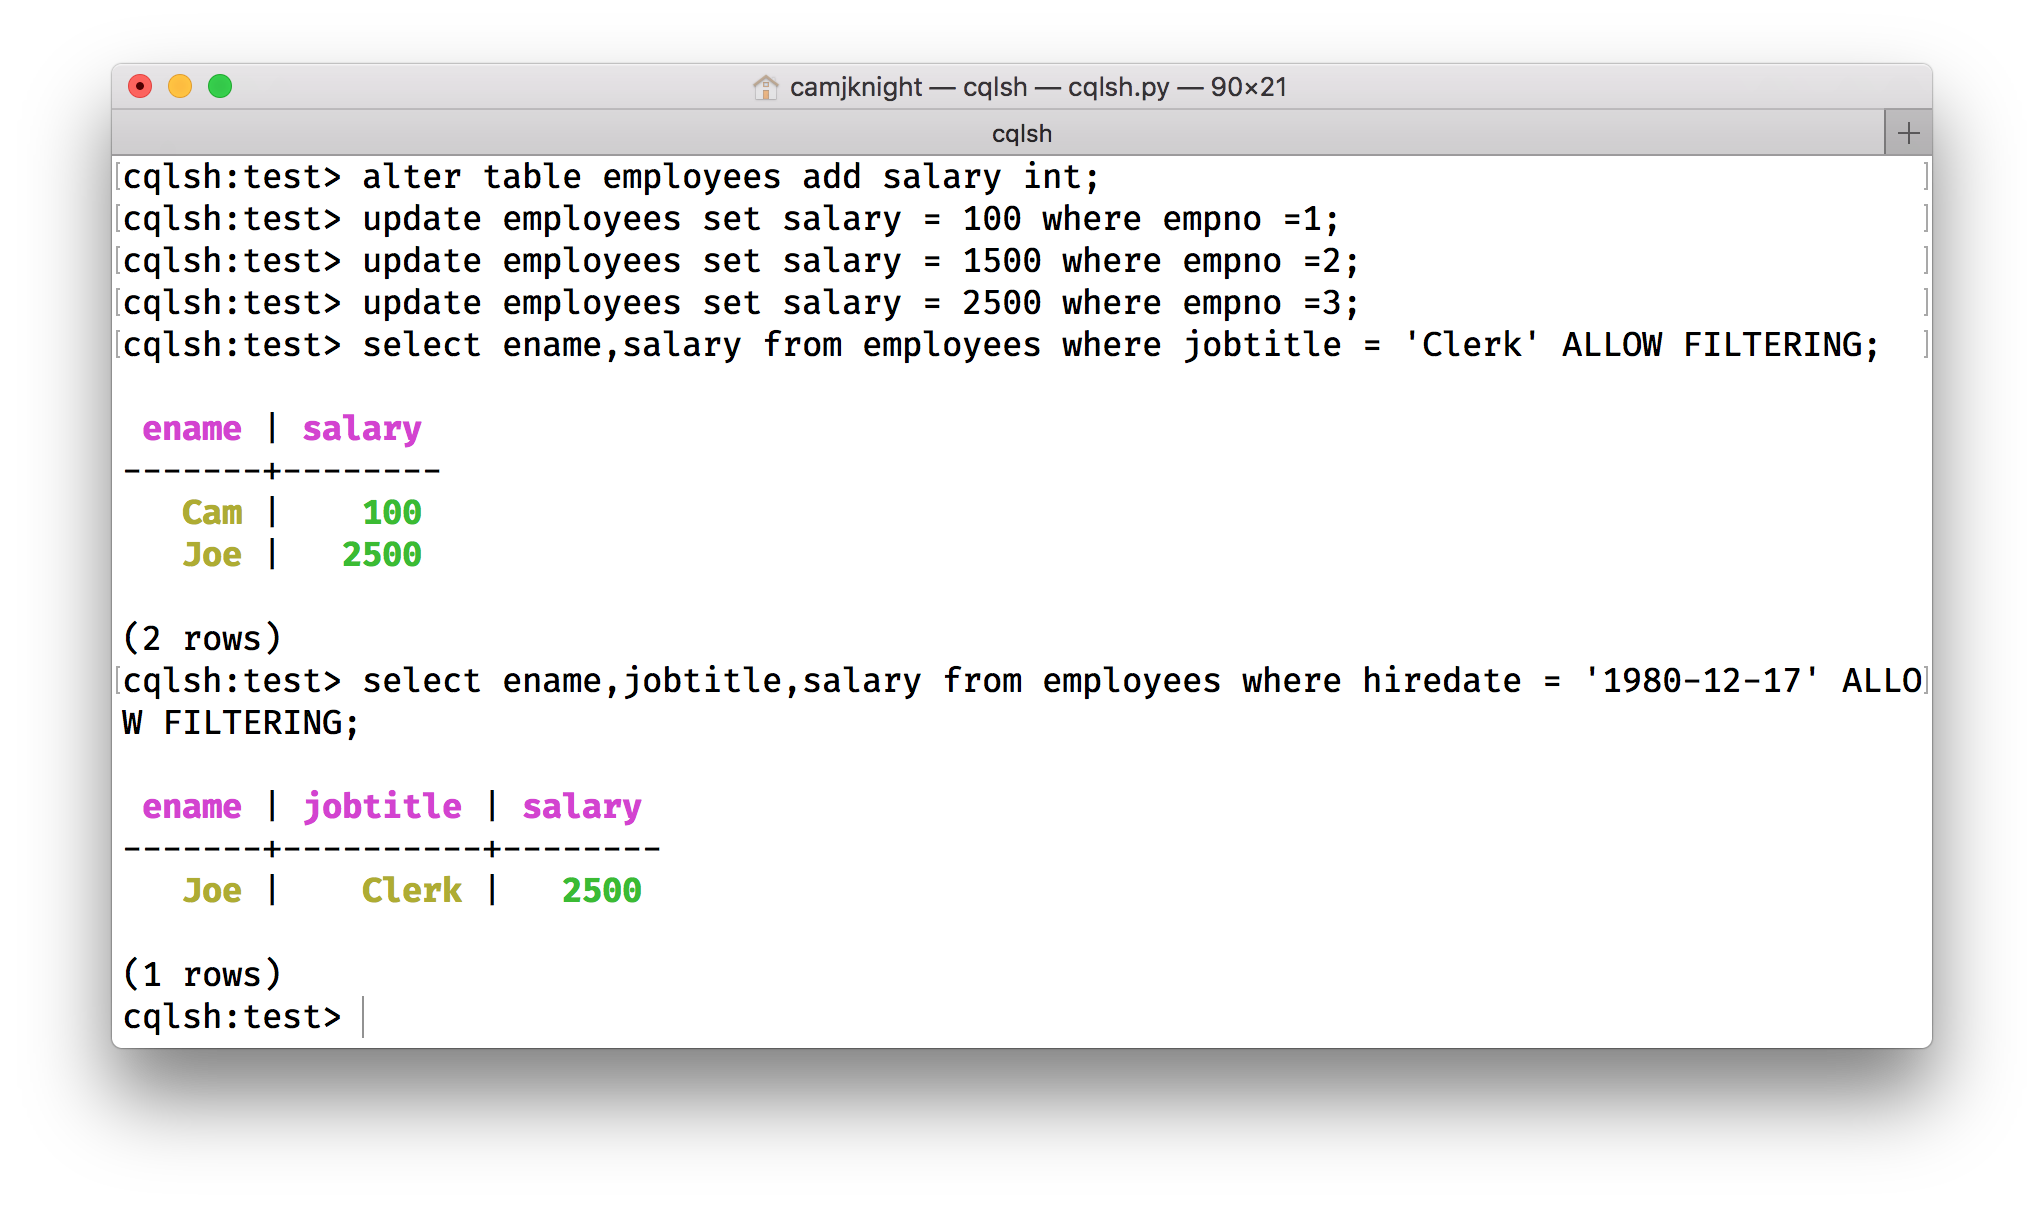 camjknight — cqlsh — cqlsh.py — 90×21
cqlsh
cqlsh:test> alter table employees add salary int;
cqlsh:test> update employees set salary = 100 where empno =1;
cqlsh:test> update employees set salary = 1500 where empno =2;
cqlsh:test> update employees set salary = 2500 where empno =3;
cqlsh:test> select ename,salary from employees where jobtitle = 'Clerk' ALLOW FILTERING;
 ename | salary
-------+--------
   Cam |    100
   Joe |   2500
(2 rows)
cqlsh:test> select ename,jobtitle,salary from employees where hiredate = '1980-12-17' ALLO
W FILTERING;
 ename | jobtitle | salary
-------+----------+--------
   Joe |    Clerk |   2500
(1 rows)
cqlsh:test>